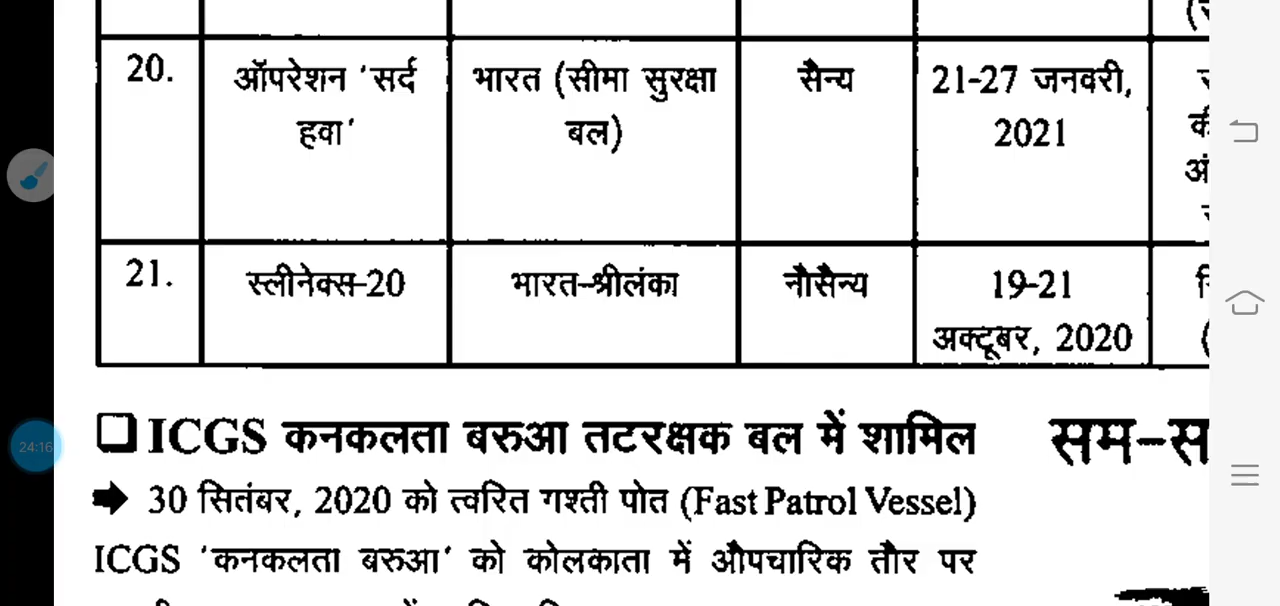 20.
ऑपरेशन 'सर्द
हवा'
भारत (सीमा सुरक्षा
बल)
सैन्य
21-27 जनवरी,
2021
21.
स्लीनेक्स-20
भारत-श्रीलंका
नौसैन्य
19-21
अक्टूबर, 2020
❑ ICGS कनकलता बरुआ तटरक्षक बल में शामिल
➡ 30 सितंबर, 2020 को त्वरित गश्ती पोत (Fast Patrol Vessel)
ICGS 'कनकलता बरुआ' को कोलकाता में औपचारिक तौर पर
सम-स
24:16